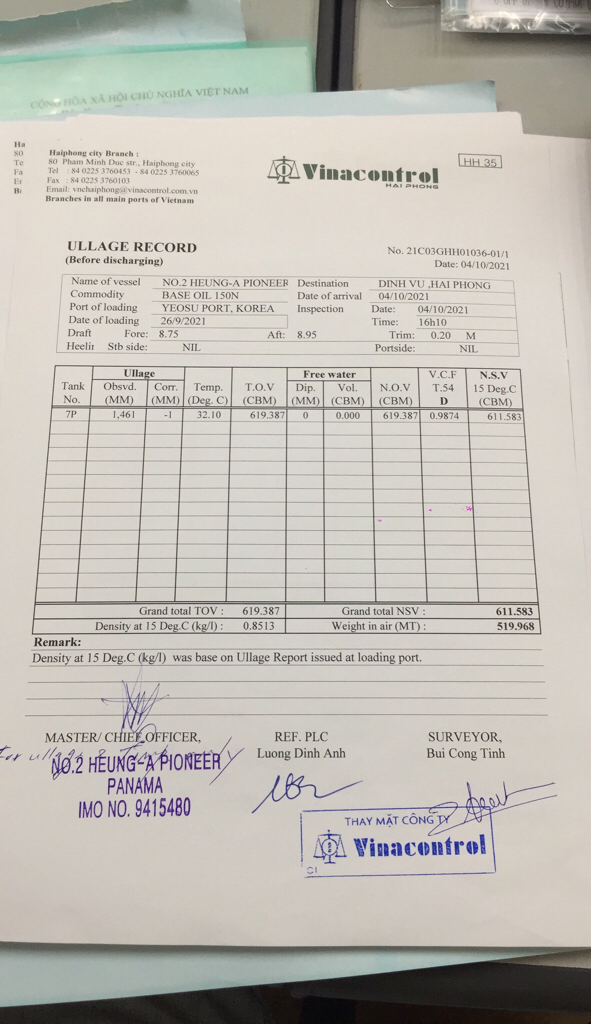 CỘNG HÒA XÃ HỘI CHỦ NGHĨA VIỆT NAM
Ha
80
Te
Fa
Er
Haiphong city Branch :
80 Pham Minh Duc str., Haiphong city
Tel : 84 0225 3760453 - 84 0225 3760065
Fax : 84 0225 3760103
Email: vnchaiphong@vinacontrol.com.vn
Branches in all main ports of Vietnam
Vinacontrol
HAI PHONG
HH 35
ULLAGE RECORD
(Before discharging)
No. 21C03GHH01036-01/1
Date: 04/10/2021
Name of vessel NO.2 HEUNG-A PIONEER Destination DINH VU ,HAI PHONG
Commodity BASE OIL 150N Date of arrival 04/10/2021
Port of loading YEOSU PORT, KOREA Inspection Date: 04/10/2021
Date of loading 26/9/2021 Time: 16h10
Draft Fore: 8.75 Aft: 8.95 Trim: 0.20 M
Heelin Stb side: NIL Portside: NIL
Ullage Free water V.C.F N.S.V
Tank Obsvd. Corr. Temp. T.O.V Dip. Vol. N.O.V T.54 15 Deg.C
No. (MM) (MM) (Deg. C) (CBM) (MM) (CBM) (CBM) D (CBM)
7P 1,461 -1 32.10 619.387 0 0.000 619.387 0.9874 611.583
Grand total TOV : 619.387 Grand total NSV : 611.583
Density at 15 Deg.C (kg/l) : 0.8513 Weight in air (MT) : 519.968
Remark:
Density at 15 Deg.C (kg/l) was base on Ullage Report issued at loading port.
MASTER/ CHIEF OFFICER, REF. PLC SURVEYOR,
Luong Dinh Anh Bui Cong Tinh
For ullage & Temp only
NO.2 HEUNG-A PIONEER
PANAMA
IMO NO. 9415480
THAY MẶT CÔNG TY
Vinacontrol